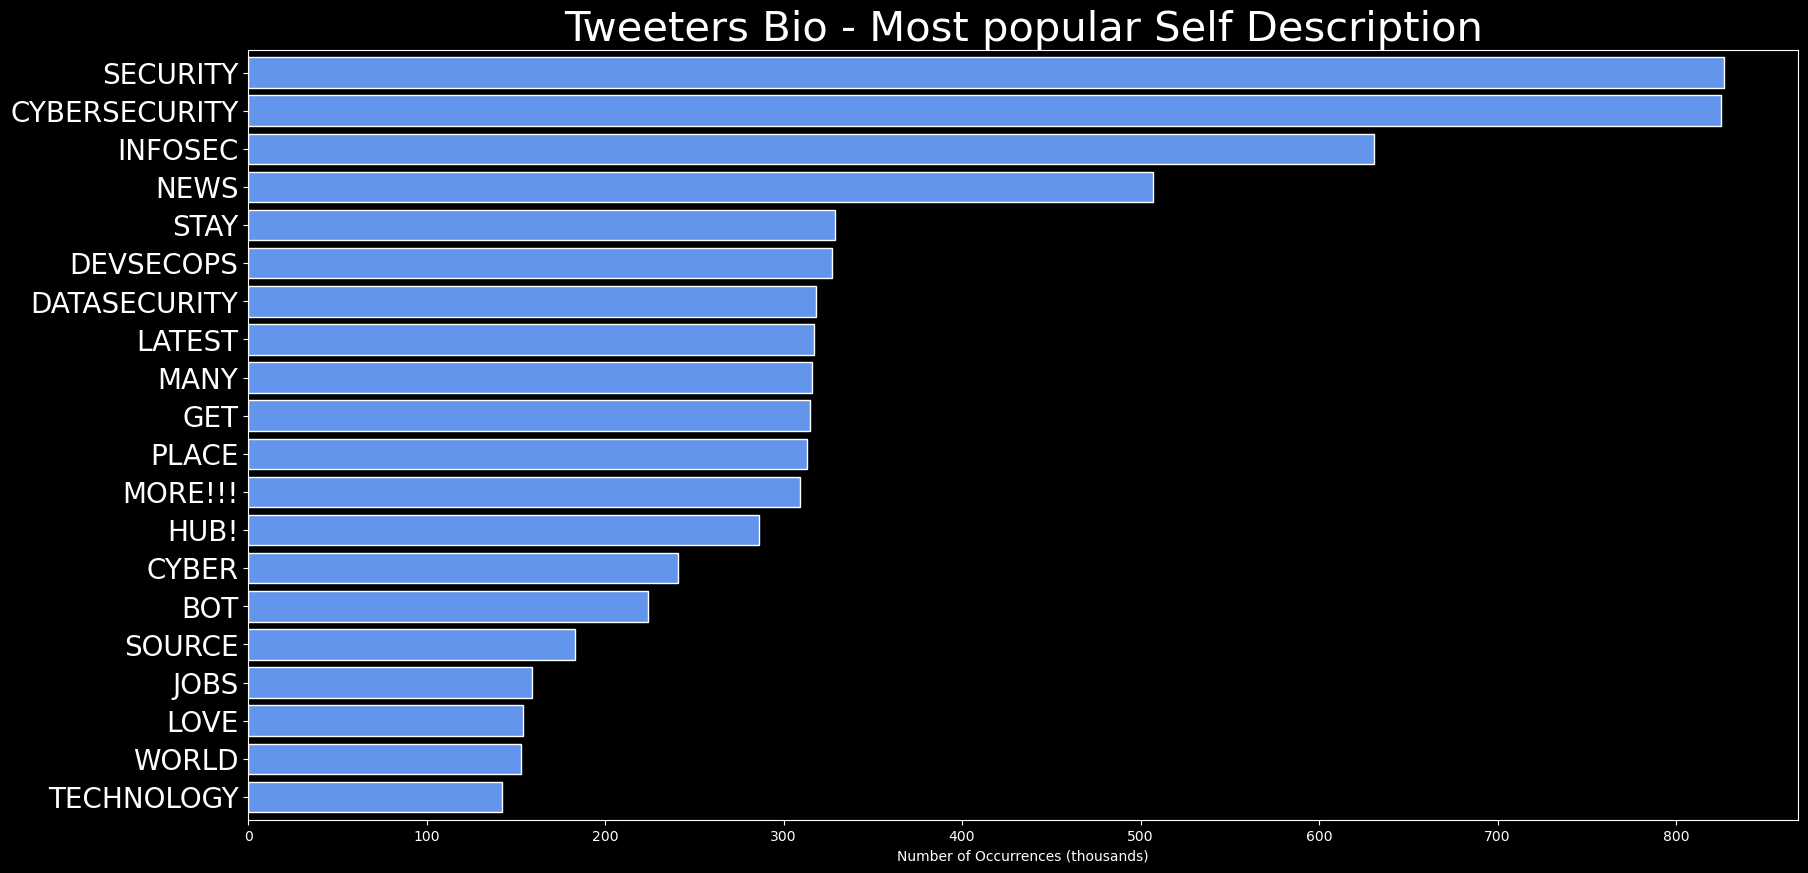 Tweeters Bio - Most popular Self Description
SECURITY
CYBERSECURITY
INFOSEC
NEWS
STAY
DEVSECOPS
DATASECURITY
LATEST
MANY
GET
PLACE
MORE!!!
HUB!
CYBER
BOT
SOURCE
JOBS
LOVE
WORLD
TECHNOLOGY
0 100 200 300 400 500 600 700 800
Number of Occurrences (thousands)